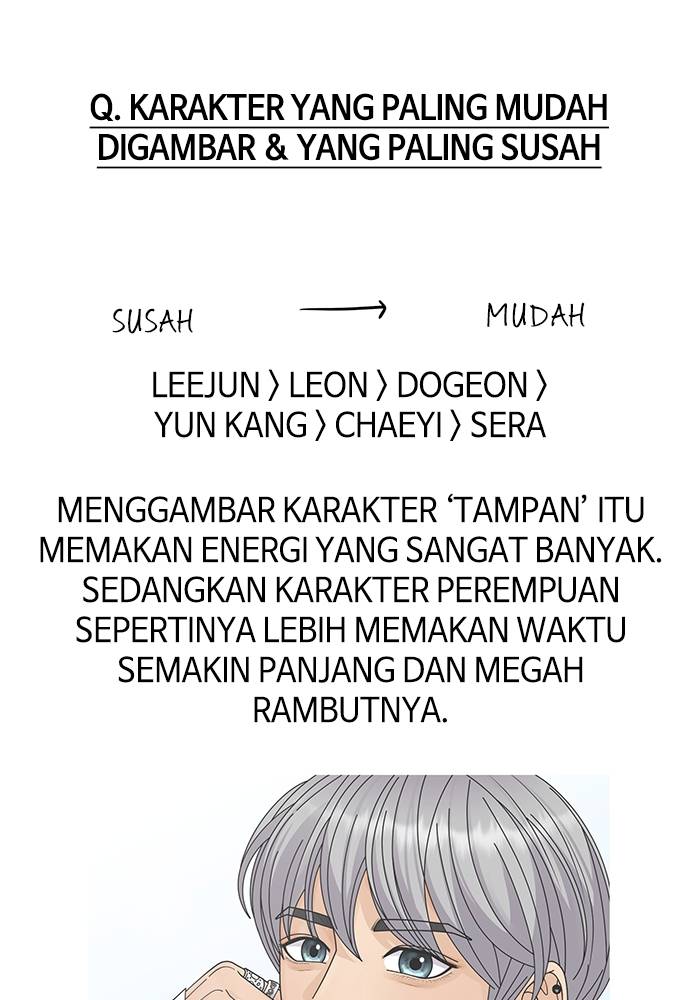 Q. KARAKTER YANG PALING MUDAH
DIGAMBAR & YANG PALING SUSAH
SUSAH → MUDAH
LEEJUN > LEON > DOGEON >
YUN KANG > CHAEYI > SERA
MENGGAMBAR KARAKTER ‘TAMPAN’ ITU
MEMAKAN ENERGI YANG SANGAT BANYAK.
SEDANGKAN KARAKTER PEREMPUAN
SEPERTINYA LEBIH MEMAKAN WAKTU
SEMAKIN PANJANG DAN MEGAH
RAMBUTNYA.